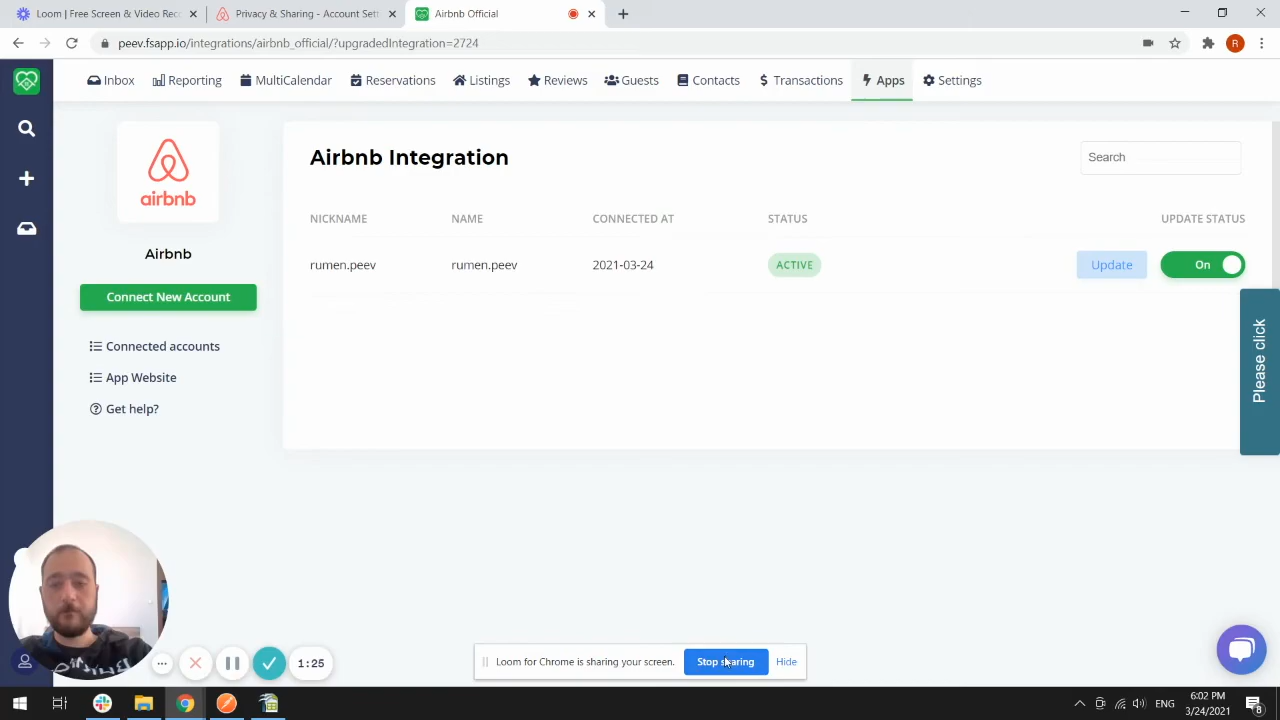 Loom | Free Screen & Video Rec
Privacy & Sharing - Account Sett
Airbnb Official
peev.fsapp.io/integrations/airbnb_official/?upgradedIntegration=2724
R
Inbox
Reporting
MultiCalendar
Reservations
Listings
Reviews
Guests
Contacts
Transactions
Apps
Settings
airbnb
Airbnb Integration
Search
Airbnb
NICKNAME
NAME
CONNECTED AT
STATUS
UPDATE STATUS
rumen.peev
rumen.peev
2021-03-24
ACTIVE
Update
On
Connect New Account
Connected accounts
App Website
Get help?
Please click
1:25
Loom for Chrome is sharing your screen.
Stop sharing
Hide
ENG
6:02 PM
3/24/2021
8